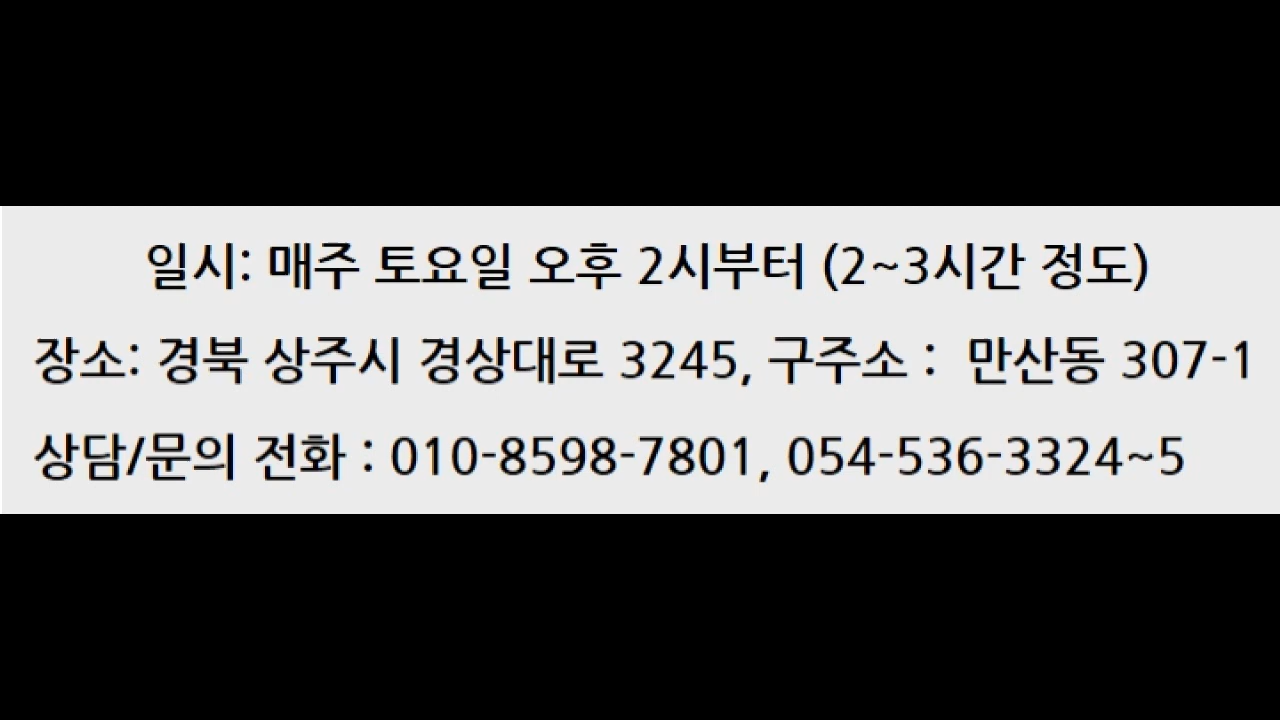 일시: 매주 토요일 오후 2시부터 (2~3시간 정도)
장소: 경북 상주시 경상대로 3245, 구주소 : 만산동 307-1
상담/문의 전화 : 010-8598-7801, 054-536-3324~5